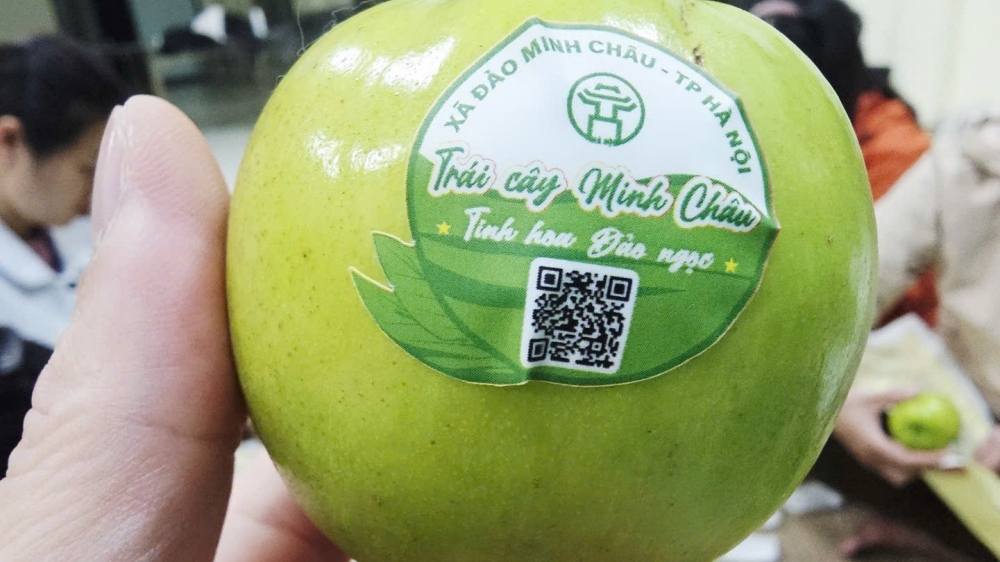 XÃ ĐẢO MINH CHÂU - TP HÀ NỘI
Trái cây Minh Châu
Tinh hoa Đảo ngọc